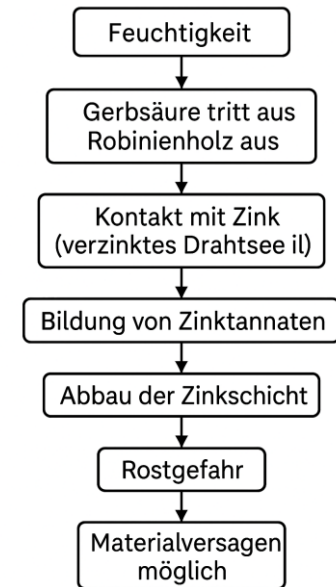 Feuchtigkeit
Gerbsäure tritt aus
Robinienholz aus
Kontakt mit Zink
(verzinktes Drahtsee il)
Bildung von Zinktannaten
Abbau der Zinkschicht
Rostgefahr
Materialversagen
möglich